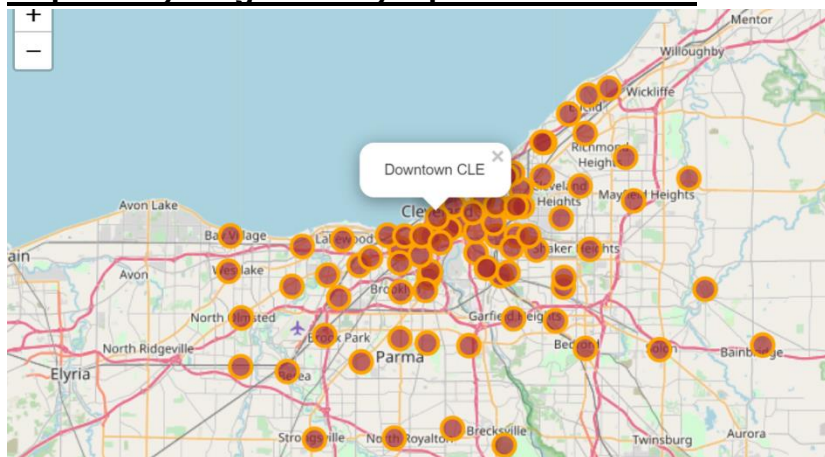 +
−
Mentor
Willoughby
Wickliffe
Euclid
Richmond
Heights
Downtown CLE ×
Cleveland
Heights
Mayfield Heights
Avon Lake
Cleveland
Bay Village
Lakewood
Shaker Heights
Avon
Westlake
North Olmsted
Garfield Heights
Brook Park
North Ridgeville
Parma
Bedford
Solon
Bainbridge
Elyria
Berea
Strongsville
North Royalton
Brecksville
Twinsburg
Aurora